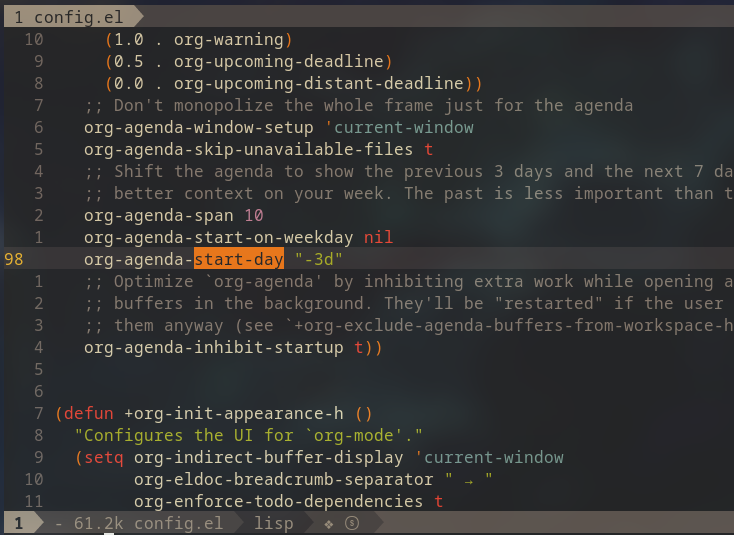 1 config.el
10 (1.0 . org-warning)
9 (0.5 . org-upcoming-deadline)
8 (0.0 . org-upcoming-distant-deadline))
7 ;; Don't monopolize the whole frame just for the agenda
6 org-agenda-window-setup 'current-window
5 org-agenda-skip-unavailable-files t
4 ;; Shift the agenda to show the previous 3 days and the next 7 da
3 ;; better context on your week. The past is less important than t
2 org-agenda-span 10
1 org-agenda-start-on-weekday nil
98 org-agenda-start-day "-3d"
1 ;; Optimize `org-agenda' by inhibiting extra work while opening a
2 ;; buffers in the background. They'll be "restarted" if the user
3 ;; them anyway (see `+org-exclude-agenda-buffers-from-workspace-h
4 org-agenda-inhibit-startup t))
5
6
7 (defun +org-init-appearance-h ()
8 "Configures the UI for `org-mode'."
9 (setq org-indirect-buffer-display 'current-window
10 org-eldoc-breadcrumb-separator " → "
11 org-enforce-todo-dependencies t
1 - 61.2k config.el lisp ❖ Ⓢ